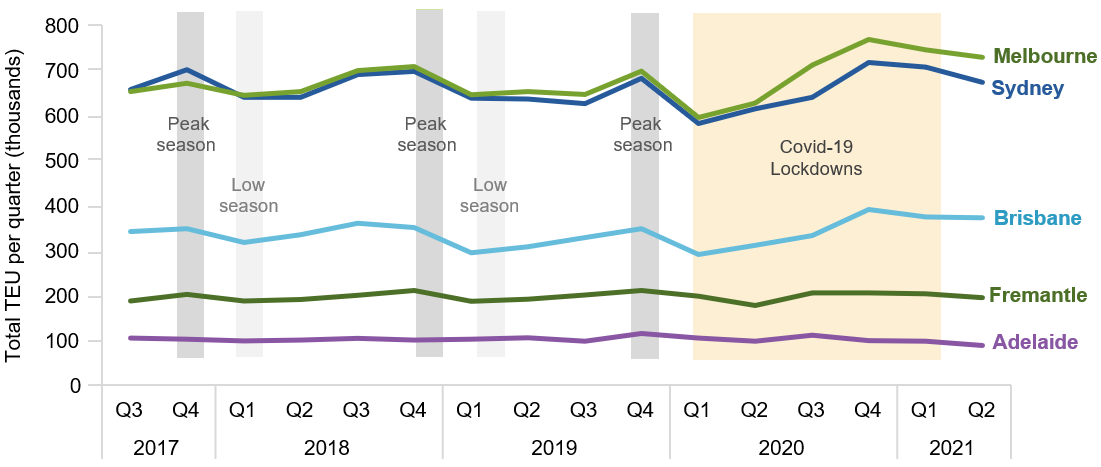 Total TEU per quarter (thousands)
800
700
600
500
400
300
200
100
0
Peak
season
Low
season
Peak
season
Low
season
Peak
season
Covid-19
Lockdowns
Melbourne
Sydney
Brisbane
Fremantle
Adelaide
Q3 Q4 Q1 Q2 Q3 Q4 Q1 Q2 Q3 Q4 Q1 Q2 Q3 Q4 Q1 Q2
2017 2018 2019 2020 2021